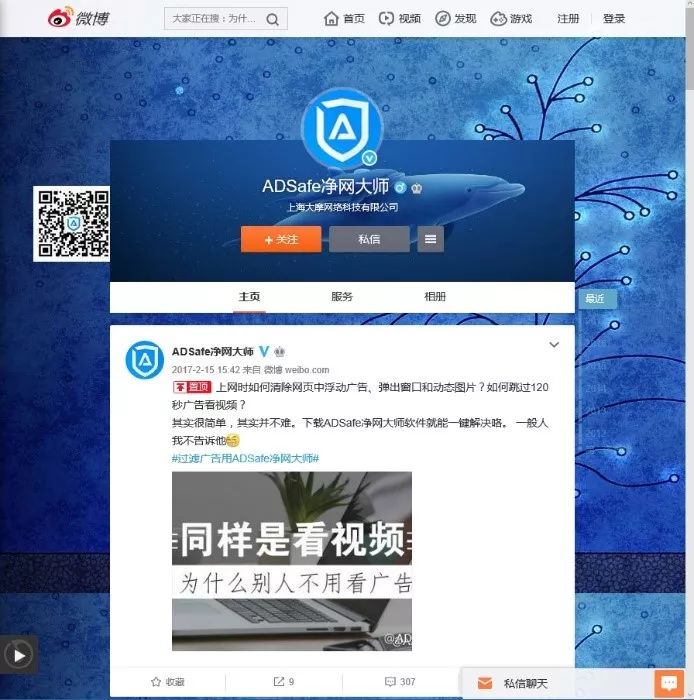 微博
大家正在搜：为什...
首页
视频
发现
游戏
注册
登录
ADSafe净网大师
上海大摩网络科技有限公司
+关注
私信
主页
服务
相册
最近
ADSafe净网大师
2017-2-15 15:42 来自 微博 weibo.com
置顶 上网时如何清除网页中浮动广告、弹出窗口和动态图片？如何跳过120
秒广告看视频？
其实很简单，其实并不难。下载ADSafe净网大师软件就能一键解决咯。 一般人
我不告诉他
#过滤广告用ADSafe净网大师#
同样是看视频
为什么别人不用看广告
收藏
9
307
私信聊天